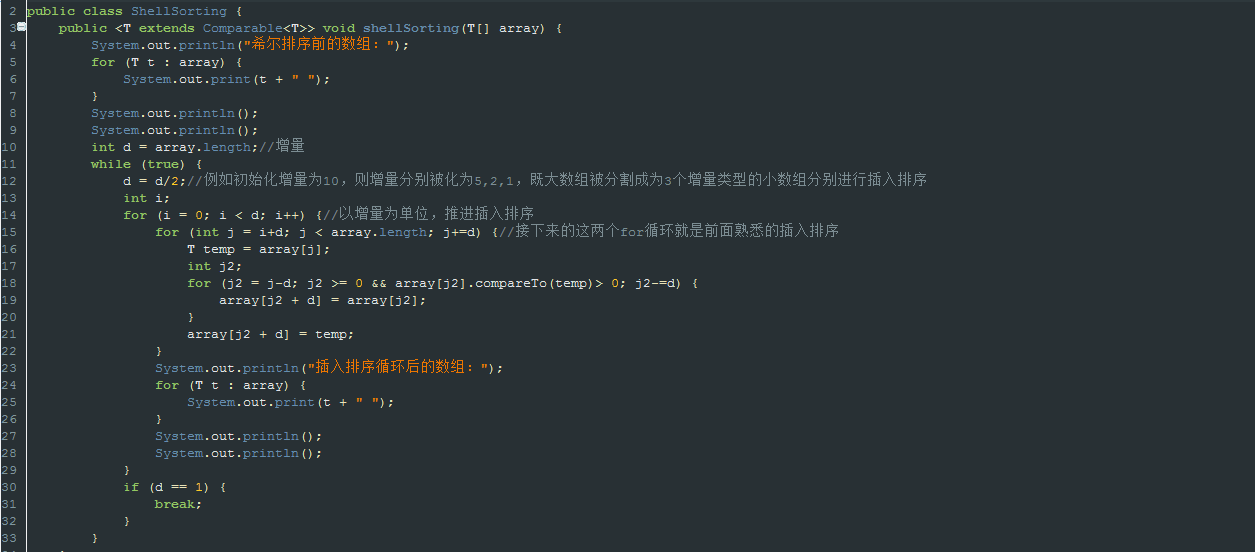 2 public class ShellSorting {
3     public <T extends Comparable<T>> void shellSorting(T[] array) {
4         System.out.println("希尔排序前的数组：");
5         for (T t : array) {
6             System.out.print(t + " ");
7         }
8         System.out.println();
9         System.out.println();
10         int d = array.length;//增量
11         while (true) {
12             d = d/2;//例如初始化增量为10，则增量分别被化为5,2,1，既大数组被分割成为3个增量类型的小数组分别进行插入排序
13             int i;
14             for (i = 0; i < d; i++) {//以增量为单位，推进插入排序
15                 for (int j = i+d; j < array.length; j+=d) {//接下来的这两个for循环就是前面熟悉的插入排序
16                     T temp = array[j];
17                     int j2;
18                     for (j2 = j-d; j2 >= 0 && array[j2].compareTo(temp)> 0; j2-=d) {
19                         array[j2 + d] = array[j2];
20                     }
21                     array[j2 + d] = temp;
22                 }
23                 System.out.println("插入排序循环后的数组：");
24                 for (T t : array) {
25                     System.out.print(t + " ");
26                 }
27                 System.out.println();
28                 System.out.println();
29             }
30             if (d == 1) {
31                 break;
32             }
33         }